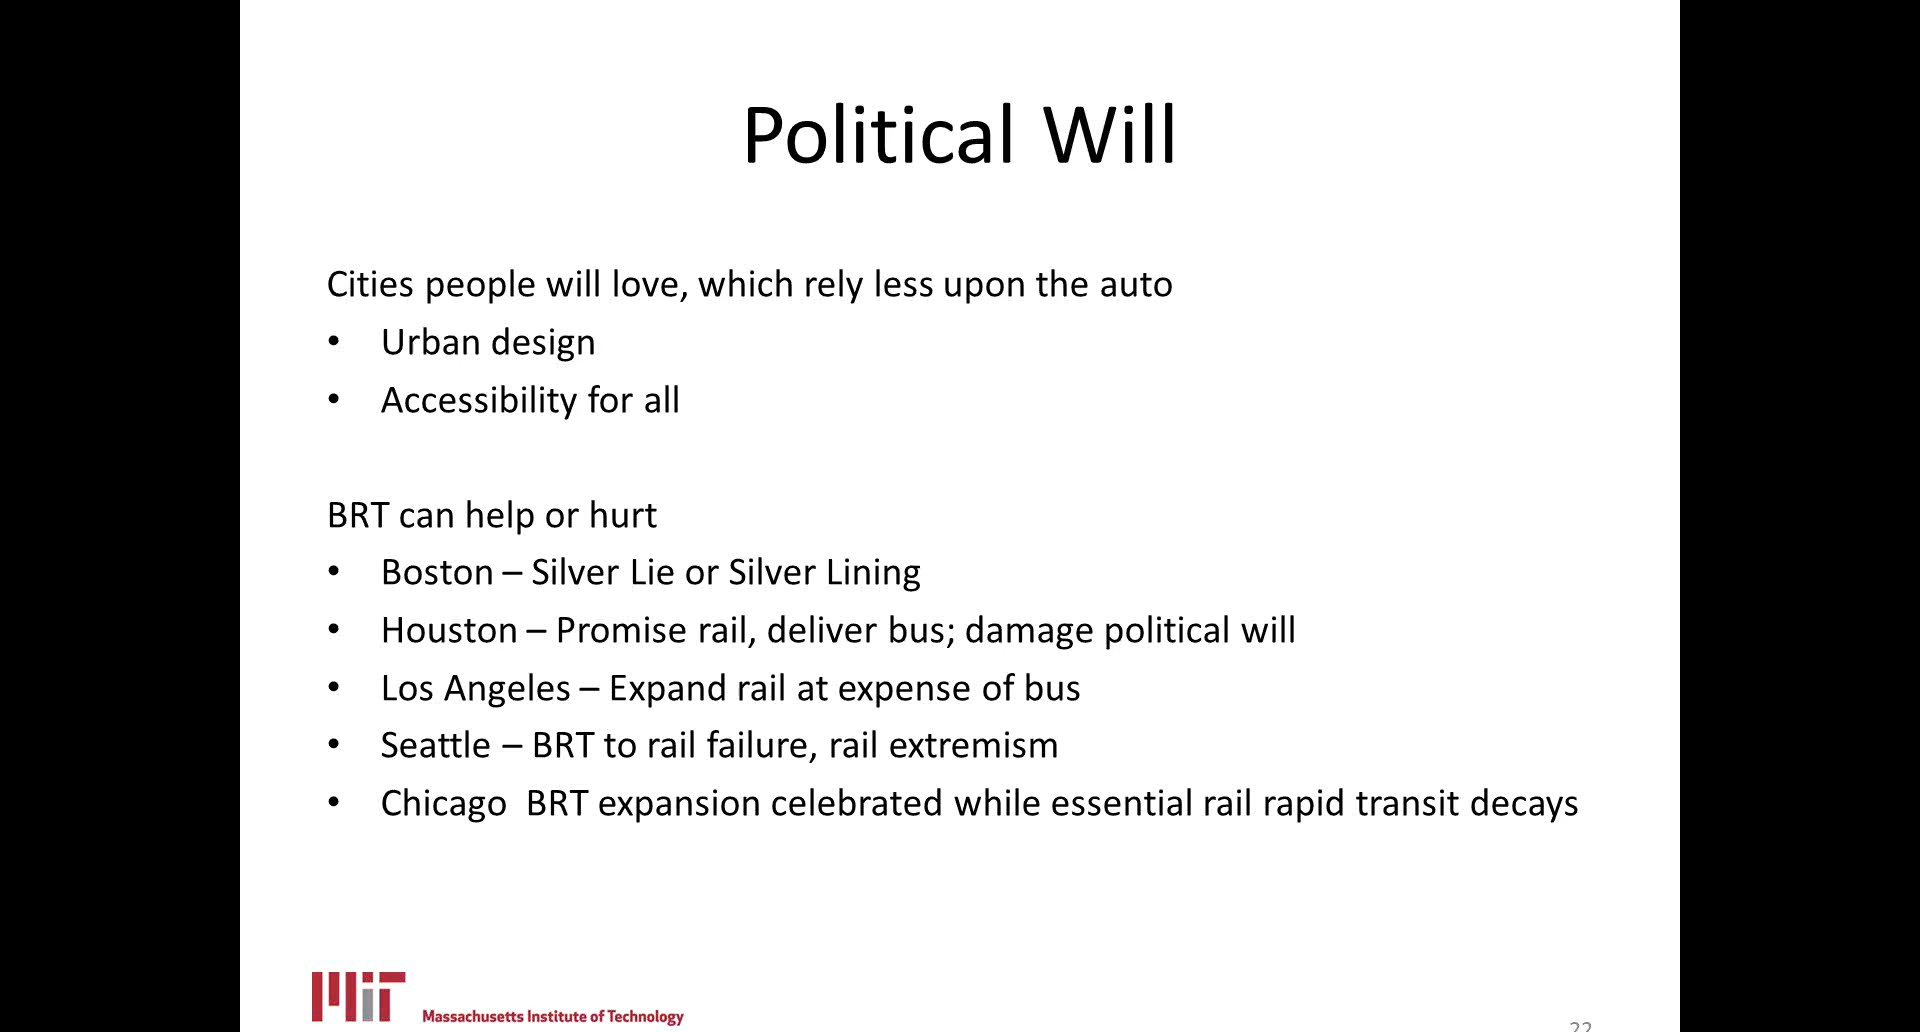 Political Will
Cities people will love, which rely less upon the auto
• Urban design
• Accessibility for all
BRT can help or hurt
• Boston – Silver Lie or Silver Lining
• Houston – Promise rail, deliver bus; damage political will
• Los Angeles – Expand rail at expense of bus
• Seattle – BRT to rail failure, rail extremism
• Chicago  BRT expansion celebrated while essential rail rapid transit decays
MIT Massachusetts Institute of Technology
22